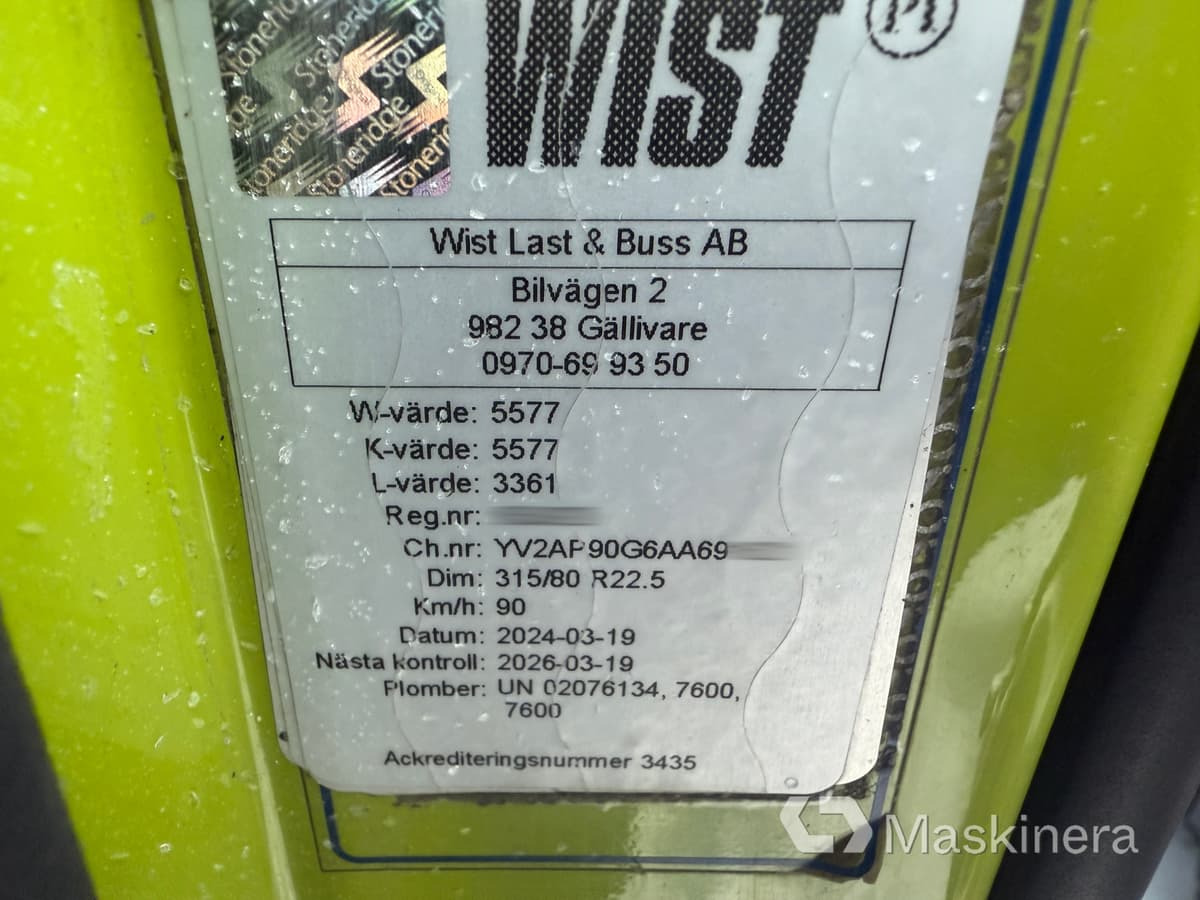 Stoneridge Stoneridge Stoneridge
WIST
Wist Last & Buss AB
Bilvägen 2
982 38 Gällivare
0970-69 93 50
W-värde: 5577
K-värde: 5577
L-värde: 3361
Reg.nr:
Ch.nr: YV2AP90G6AA69
Dim: 315/80 R22.5
Km/h: 90
Datum: 2024-03-19
Nästa kontroll: 2026-03-19
Plomber: UN 02076134, 7600,
7600
Ackrediteringsnummer 3435
Maskinera